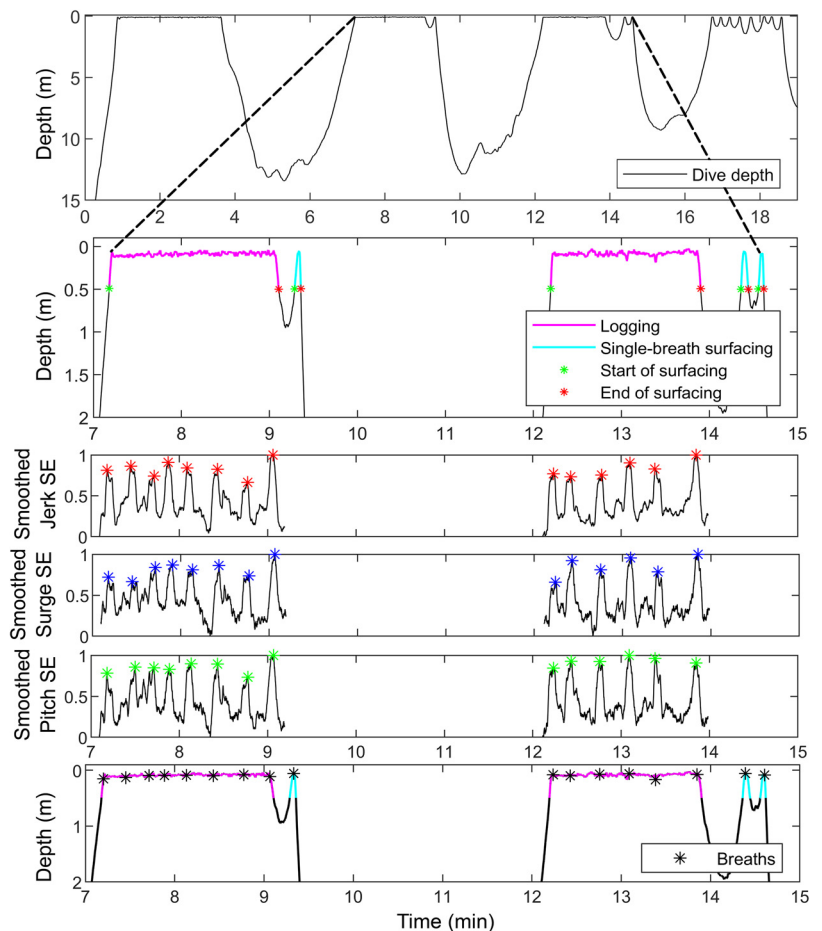 0
5
10
15
Depth (m)
Dive depth
0 2 4 6 8 10 12 14 16 18
0
0.5
1
1.5
2
Depth (m)
Logging
Single-breath surfacing
Start of surfacing
End of surfacing
7 8 9 10 11 12 13 14 15
1
0.5
0
Smoothed
Jerk SE
1
0.5
0
Smoothed
Surge SE
1
0.5
0
Smoothed
Pitch SE
7 8 9 10 11 12 13 14 15
0
1
2
Depth (m)
Breaths
7 8 9 10 11 12 13 14 15
Time (min)